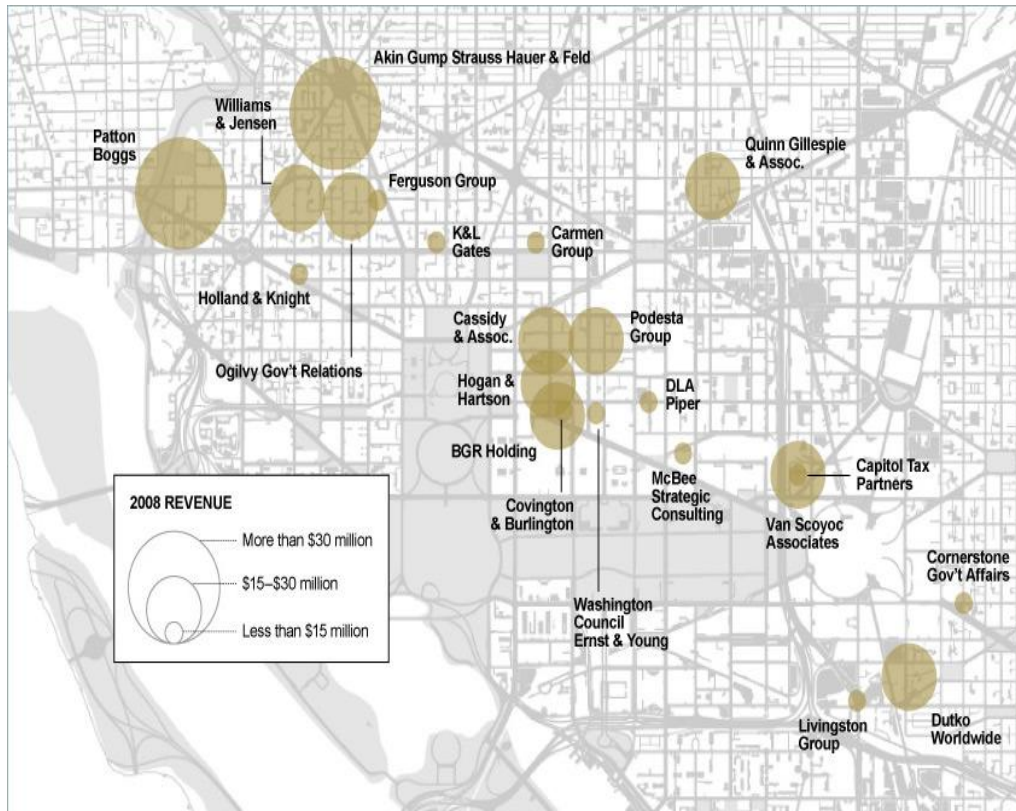 Akin Gump Strauss Hauer & Feld
Williams
& Jensen
Patton
Boggs
Quinn Gillespie
& Assoc.
Ferguson Group
K&L
Gates
Carmen
Group
Holland & Knight
Cassidy
& Assoc.
Podesta
Group
Ogilvy Gov't Relations
Hogan &
Hartson
DLA
Piper
BGR Holding
McBee
Strategic
Consulting
Capitol Tax
Partners
Covington
& Burlington
Van Scoyoc
Associates
2008 REVENUE
More than $30 million
$15–$30 million
Less than $15 million
Cornerstone
Gov't Affairs
Washington
Council
Ernst & Young
Livingston
Group
Dutko
Worldwide